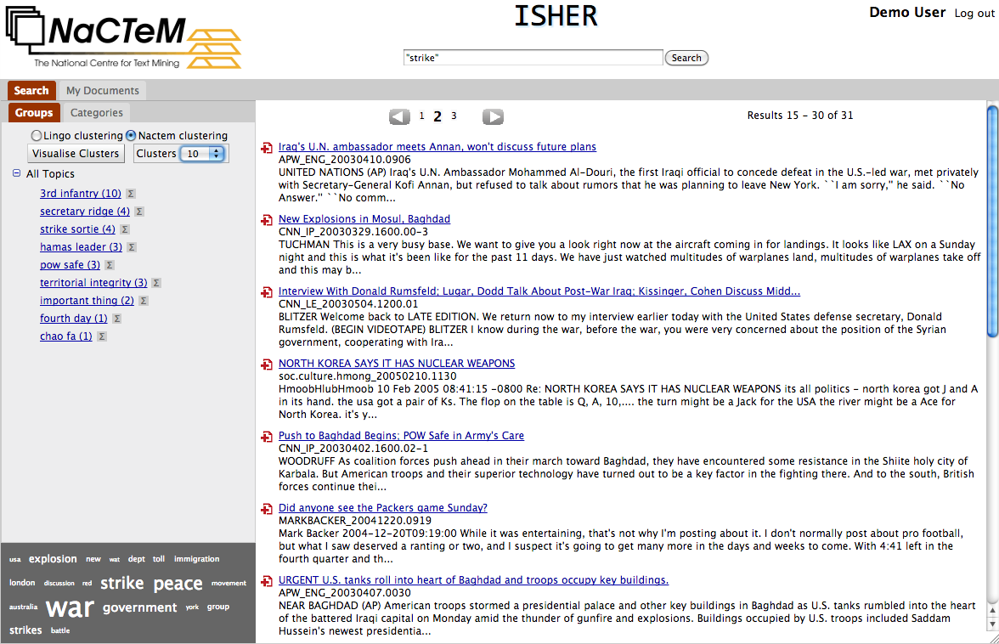 NaCTeM
The National Centre for Text Mining
ISHER
Demo User Log out
"strike" Search
Search My Documents
Groups Categories
Lingo clustering Nactem clustering
Visualise Clusters Clusters 10
All Topics
3rd infantry (10) Σ
secretary ridge (4) Σ
strike sortie (4) Σ
hamas leader (3) Σ
pow safe (3) Σ
territorial integrity (3) Σ
important thing (2) Σ
fourth day (1) Σ
chao fa (1) Σ
usa explosion new wat dept toll immigration
london discussion red strike peace movement
australia war government york group
strikes battle
1 2 3 Results 15 - 30 of 31
Iraq's U.N. ambassador meets Annan, won't discuss future plans
APW_ENG_20030410.0906
UNITED NATIONS (AP) Iraq's U.N. Ambassador Mohammed Al-Douri, the first Iraqi official to concede defeat in the U.S.-led war, met privately
with Secretary-General Kofi Annan, but refused to talk about rumors that he was planning to leave New York. ``I am sorry,'' he said. ``No
Answer.'' ``No comm...
New Explosions in Mosul, Baghdad
CNN_IP_20030329.1600.00-3
TUCHMAN This is a very busy base. We want to give you a look right now at the aircraft coming in for landings. It looks like LAX on a Sunday
night and this is what it's been like for the past 11 days. We have just watched multitudes of warplanes land, multitudes of warplanes take off
and this may b...
Interview With Donald Rumsfeld; Lugar, Dodd Talk About Post-War Iraq; Kissinger, Cohen Discuss Midd...
CNN_LE_20030504.1200.01
BLITZER Welcome back to LATE EDITION. We return now to my interview earlier today with the United States defense secretary, Donald
Rumsfeld. (BEGIN VIDEOTAPE) BLITZER I know during the war, before the war, you were very concerned about the position of the Syrian
government, cooperating with Ira...
NORTH KOREA SAYS IT HAS NUCLEAR WEAPONS
soc.culture.hmong_20050210.1130
HmoobHlubHmoob 10 Feb 2005 08:41:15 -0800 Re: NORTH KOREA SAYS IT HAS NUCLEAR WEAPONS its all politics - north korea got J and A
in its hand. the usa got a pair of Ks. The flop on the table is Q, A, 10,.... the turn might be a Jack for the USA the river might be a Ace for
North Korea. it's y...
Push to Baghdad Begins; POW Safe in Army's Care
CNN_IP_20030402.1600.02-1
WOODRUFF As coalition forces push ahead in their march toward Baghdad, they have encountered some resistance in the Shiite holy city of
Karbala. But American troops and their superior technology have turned out to be a key factor in the fighting there. And to the south, British
forces continue thei...
Did anyone see the Packers game Sunday?
MARKBACKER_20041220.0919
Mark Backer 2004-12-20T09:19:00 While it was entertaining, that's not why I'm posting about it. I don't normally post about pro football,
but what I saw deserved a ranting or two, and I suspect it's going to get many more in the days and weeks to come. With 4:41 left in the
fourth quarter and th...
URGENT U.S. tanks roll into heart of Baghdad and troops occupy key buildings.
APW_ENG_20030407.0030
NEAR BAGHDAD (AP) American troops stormed a presidential palace and other key buildings in Baghdad as U.S. tanks rumbled into the heart
of the battered Iraqi capital on Monday amid the thunder of gunfire and explosions. Buildings occupied by U.S. troops included Saddam
Hussein's newest presidentia...